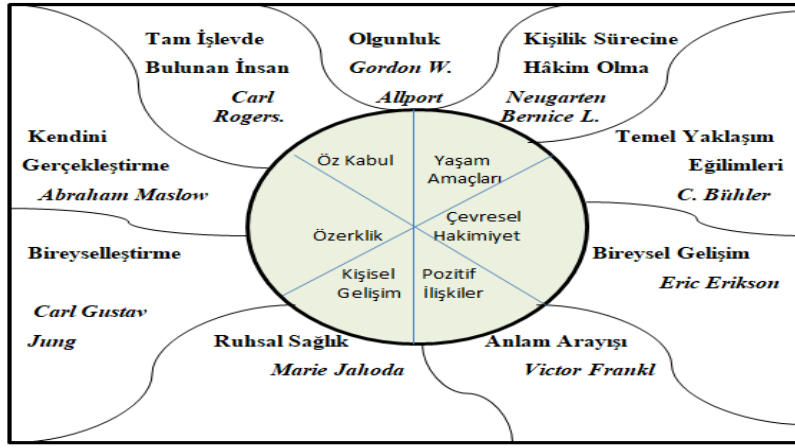 Tam İşlevde
Bulunan İnsan
Carl
Rogers.
Olgunluk
Gordon W.
Allport
Kişilik Sürecine
Hâkim Olma
Neugarten
Bernice L.
Kendini
Gerçekleştirme
Abraham Maslow
Temel Yaklaşım
Eğilimleri
C. Bühler
Öz Kabul
Yaşam
Amaçları
Özerklik
Çevresel
Hakimiyet
Kişisel
Gelişim
Pozitif
İlişkiler
Bireyselleştirme
Carl Gustav
Jung
Bireysel Gelişim
Eric Erikson
Ruhsal Sağlık
Marie Jahoda
Anlam Arayışı
Victor Frankl